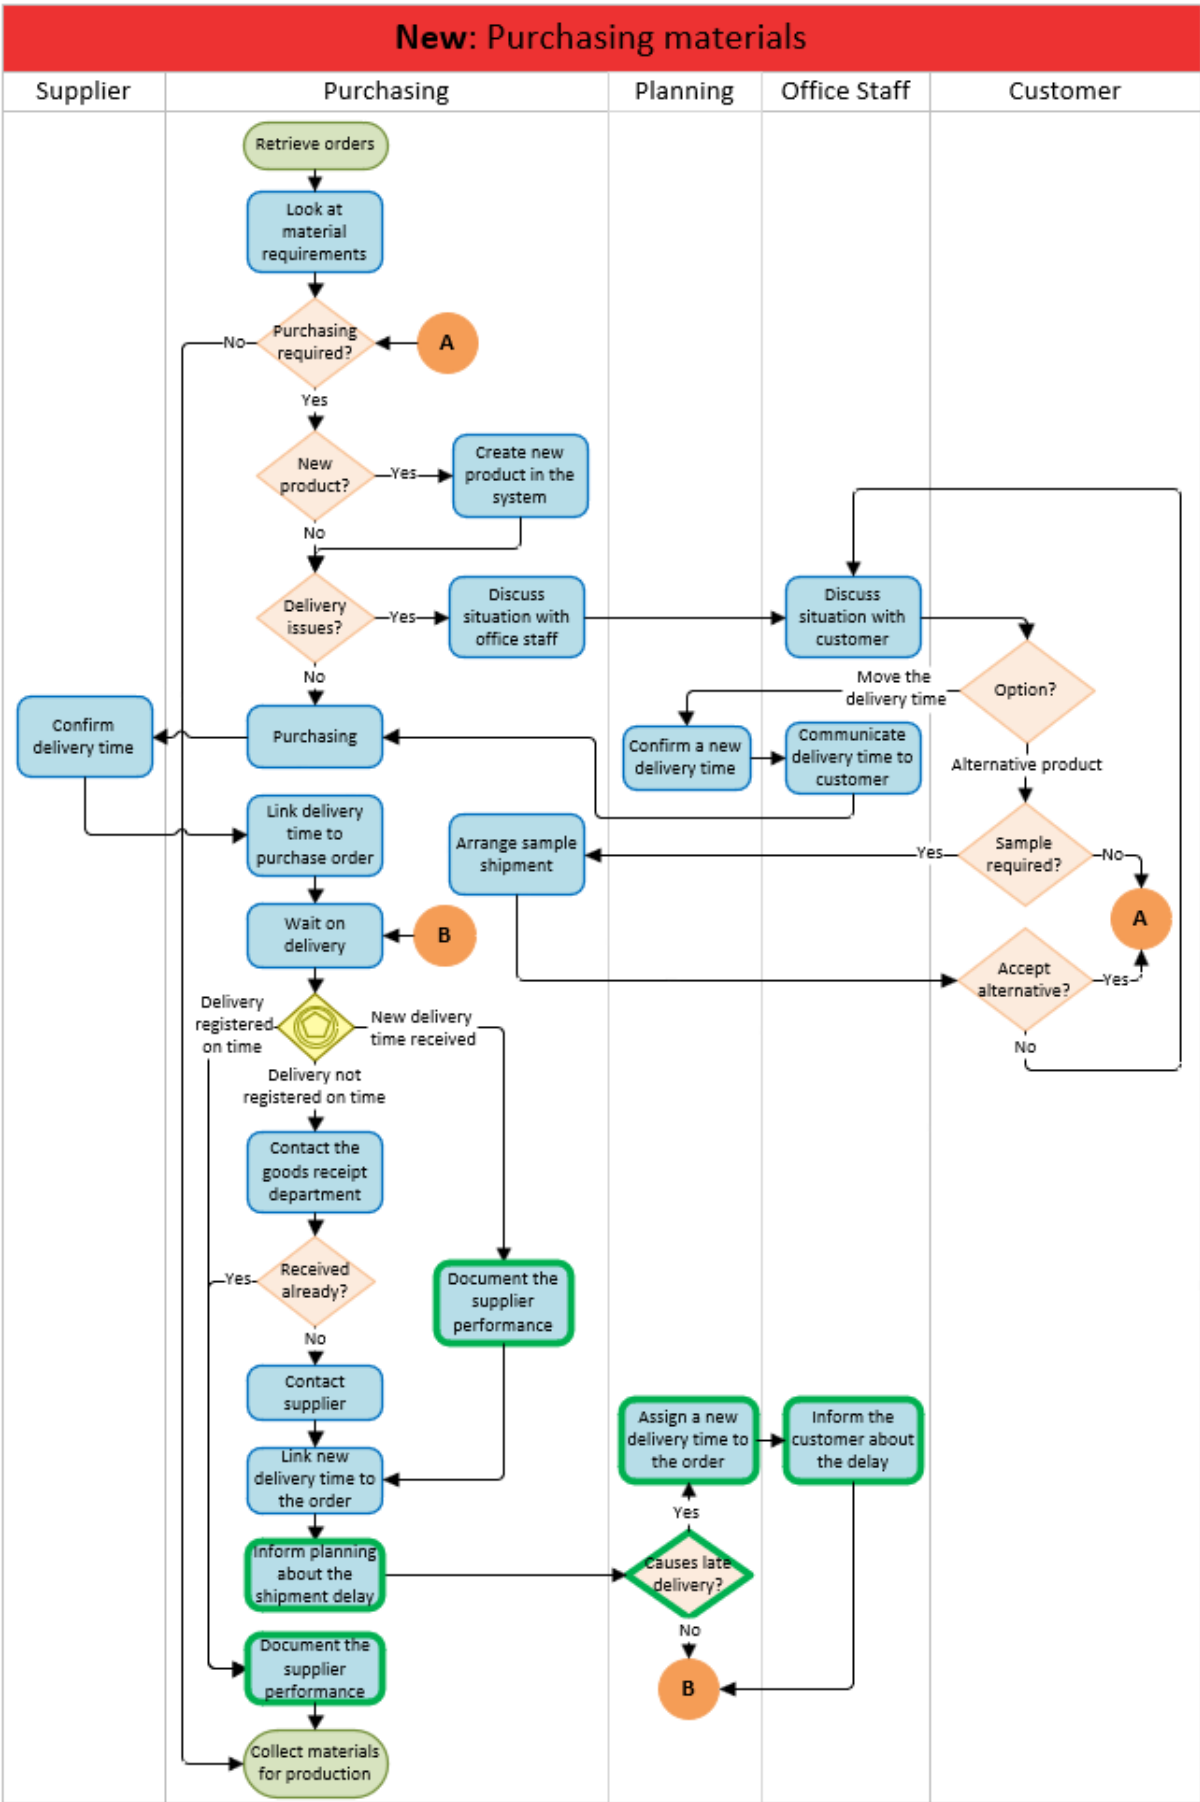 New: Purchasing materials
Supplier
Purchasing
Planning
Office Staff
Customer
Retrieve orders
Look at
material
requirements
Purchasing
required?
No
A
Yes
New
product?
Yes
Create new
product in the
system
No
Delivery
issues?
Yes
Discuss
situation with
office staff
Discuss
situation with
customer
No
Move the
delivery time
Option?
Confirm
delivery time
Purchasing
Confirm a new
delivery time
Communicate
delivery time to
customer
Alternative product
Link delivery
time to
purchase order
Arrange sample
shipment
Yes
Sample
required?
No
A
Wait on
delivery
B
Accept
alternative?
Yes
No
Delivery
registered
on time
New delivery
time received
Delivery not
registered on time
Contact the
goods receipt
department
Received
already?
Yes
Document the
supplier
performance
No
Contact
supplier
Link new
delivery time to
the order
Assign a new
delivery time to
the order
Inform the
customer about
the delay
Yes
Inform planning
about the
shipment delay
Causes late
delivery?
No
B
Document the
supplier
performance
Collect materials
for production